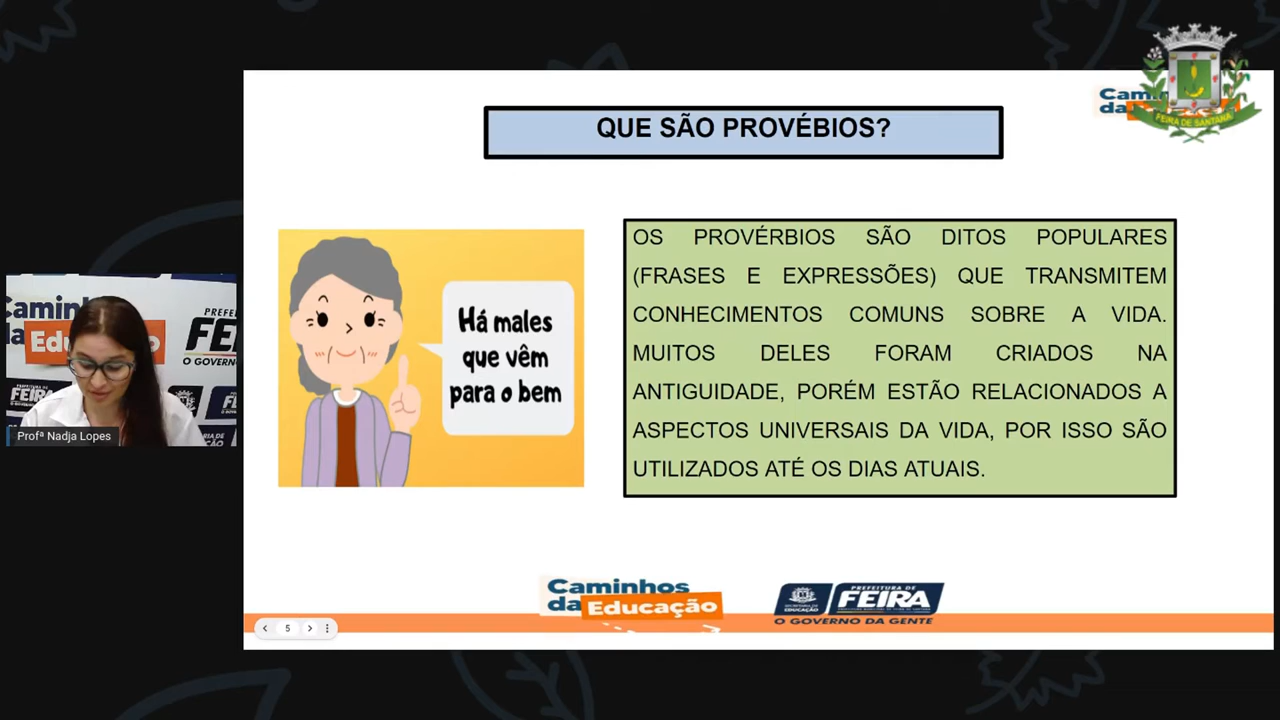 QUE SÃO PROVÉBIOS?
Há males
que vêm
para o bem
OS PROVÉRBIOS SÃO DITOS POPULARES
(FRASES E EXPRESSÕES) QUE TRANSMITEM
CONHECIMENTOS COMUNS SOBRE A VIDA.
MUITOS DELES FORAM CRIADOS NA
ANTIGUIDADE, PORÉM ESTÃO RELACIONADOS A
ASPECTOS UNIVERSAIS DA VIDA, POR ISSO SÃO
UTILIZADOS ATÉ OS DIAS ATUAIS.
FEIRA DE SANTANA
Profª Nadja Lopes
Caminhos
da Educação
PREFEITURA DE
FEIRA
SECRETARIA DE
EDUCAÇÃO
O GOVERNO DA GENTE
5